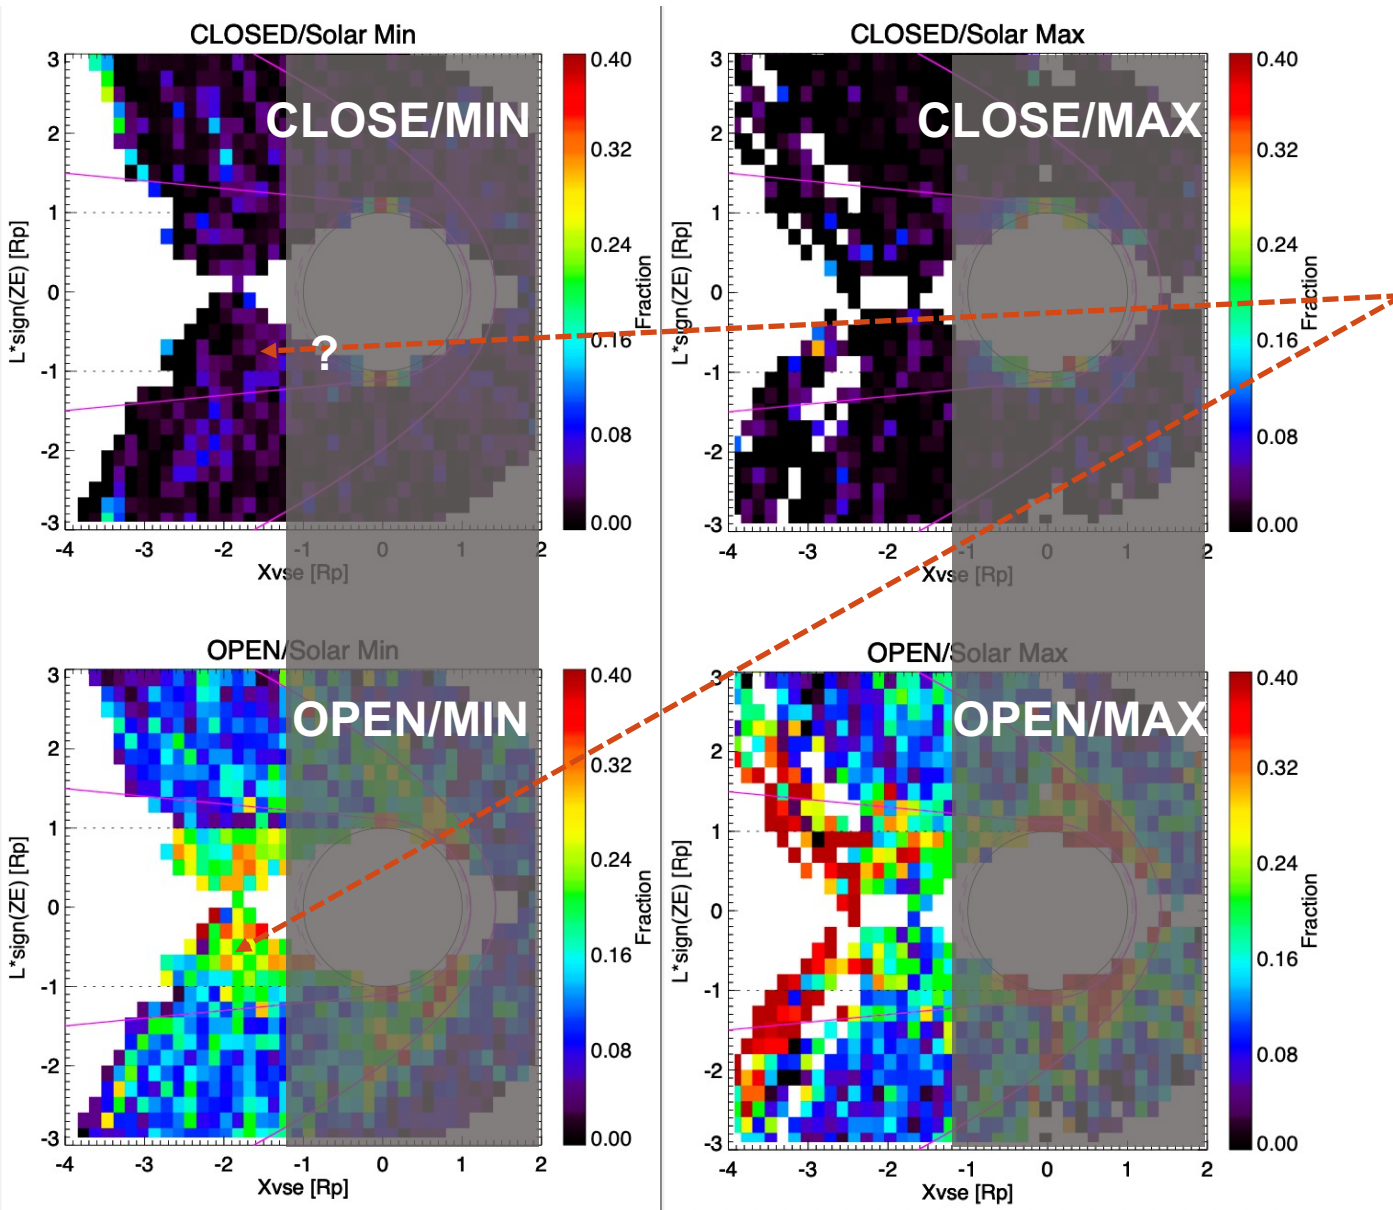 CLOSED/Solar Min
CLOSED/Solar Max
3
2
1
0
-1
-2
-3
L*sign(ZE) [Rp]
CLOSE/MIN
?
0.40
0.32
0.24
0.16
0.08
0.00
Fraction
-4 -3 -2 -1 0 1 2
Xvse [Rp]
3
2
1
0
-1
-2
-3
L*sign(ZE) [Rp]
CLOSE/MAX
0.40
0.32
0.24
0.16
0.08
0.00
Fraction
-4 -3 -2 -1 0 1 2
Xvse [Rp]
OPEN/Solar Min
OPEN/Solar Max
3
2
1
0
-1
-2
-3
L*sign(ZE) [Rp]
OPEN/MIN
0.40
0.32
0.24
0.16
0.08
0.00
Fraction
-4 -3 -2 -1 0 1 2
Xvse [Rp]
3
2
1
0
-1
-2
-3
L*sign(ZE) [Rp]
OPEN/MAX
0.40
0.32
0.24
0.16
0.08
0.00
Fraction
-4 -3 -2 -1 0 1 2
Xvse [Rp]